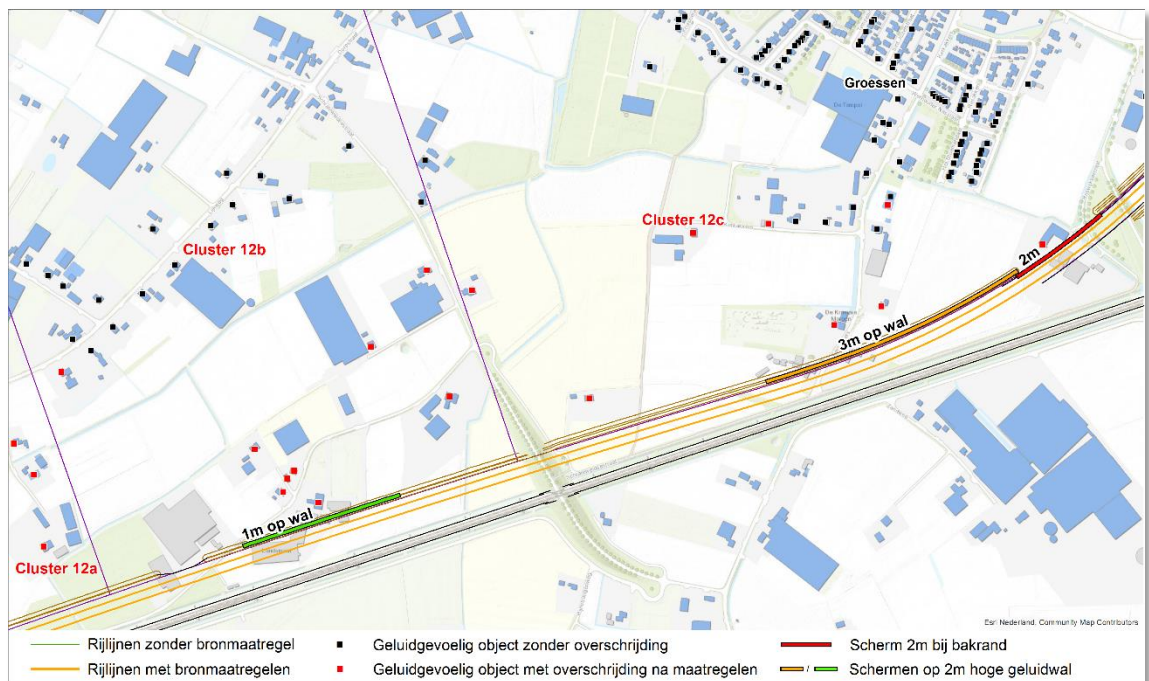 Groessen
Cluster 12c
Cluster 12b
2m
3m op wal
1m op wal
Cluster 12a
Esri Nederland, Community Map Contributors
Rijlijnen zonder bronmaatregel
Geluidgevoelig object zonder overschrijding
Scherm 2m bij bakrand
Rijlijnen met bronmaatregelen
Geluidgevoelig object met overschrijding na maatregelen
/
Schermen op 2m hoge geluidwal